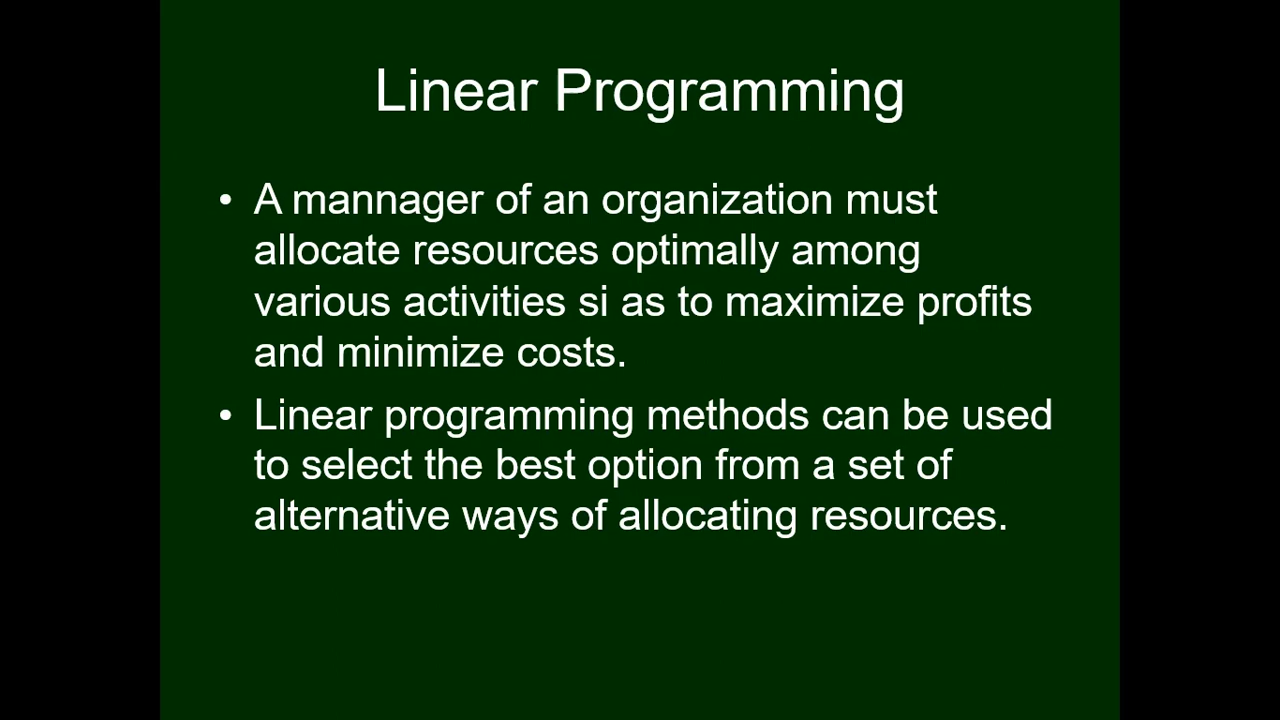 Linear Programming
• A mannager of an organization must
allocate resources optimally among
various activities si as to maximize profits
and minimize costs.
• Linear programming methods can be used
to select the best option from a set of
alternative ways of allocating resources.